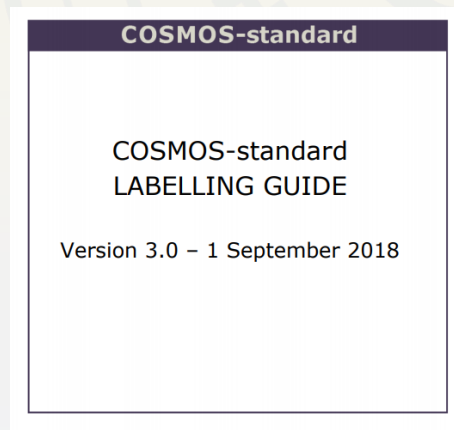 COSMOS-standard
COSMOS-standard
LABELLING GUIDE
Version 3.0 – 1 September 2018